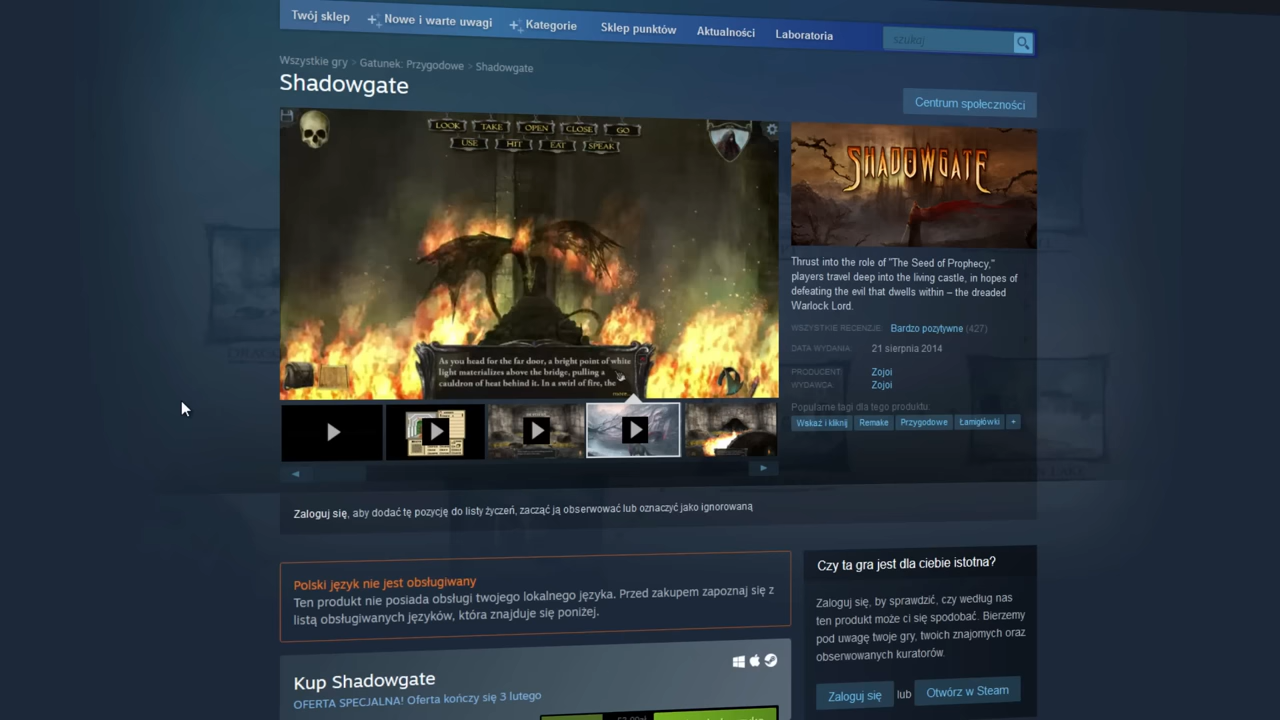 Twój sklep
Nowe i warte uwagi
Kategorie
Sklep punktów
Aktualności
Laboratoria
szukaj
Wszystkie gry > Gatunek: Przygodowe > Shadowgate
Shadowgate
Centrum społeczności
LOOK TAKE OPEN CLOSE GO
USE HIT EAT SPEAK
As you head for the far door, a bright point of white
light materializes above the bridge, pulling a
cauldron of heat behind it. In a swirl of fire, the
SHADOWGATE
Thrust into the role of "The Seed of Prophecy,"
players travel deep into the living castle, in hopes of
defeating the evil that dwells within – the dreaded
Warlock Lord.
WSZYSTKIE RECENZJE: Bardzo pozytywne (427)
DATA WYDANIA: 21 sierpnia 2014
PRODUCENT: Zojoi
WYDAWCA: Zojoi
Popularne tagi dla tego produktu:
Wskaż i kliknij Remake Przygodowe Łamigłówki +
Zaloguj się, aby dodać tę pozycję do listy życzeń, zacząć ją obserwować lub oznaczyć jako ignorowaną
Polski język nie jest obsługiwany
Ten produkt nie posiada obsługi twojego lokalnego języka. Przed zakupem zapoznaj się z
listą obsługiwanych języków, która znajduje się poniżej.
Czy ta gra jest dla ciebie istotna?
Zaloguj się, by sprawdzić, czy według nas
ten produkt może ci się spodobać. Bierzemy
pod uwagę twoje gry, twoich znajomych oraz
obserwowanych kuratorów.
Zaloguj się lub Otwórz w Steam
Kup Shadowgate
OFERTA SPECJALNA! Oferta kończy się 3 lutego